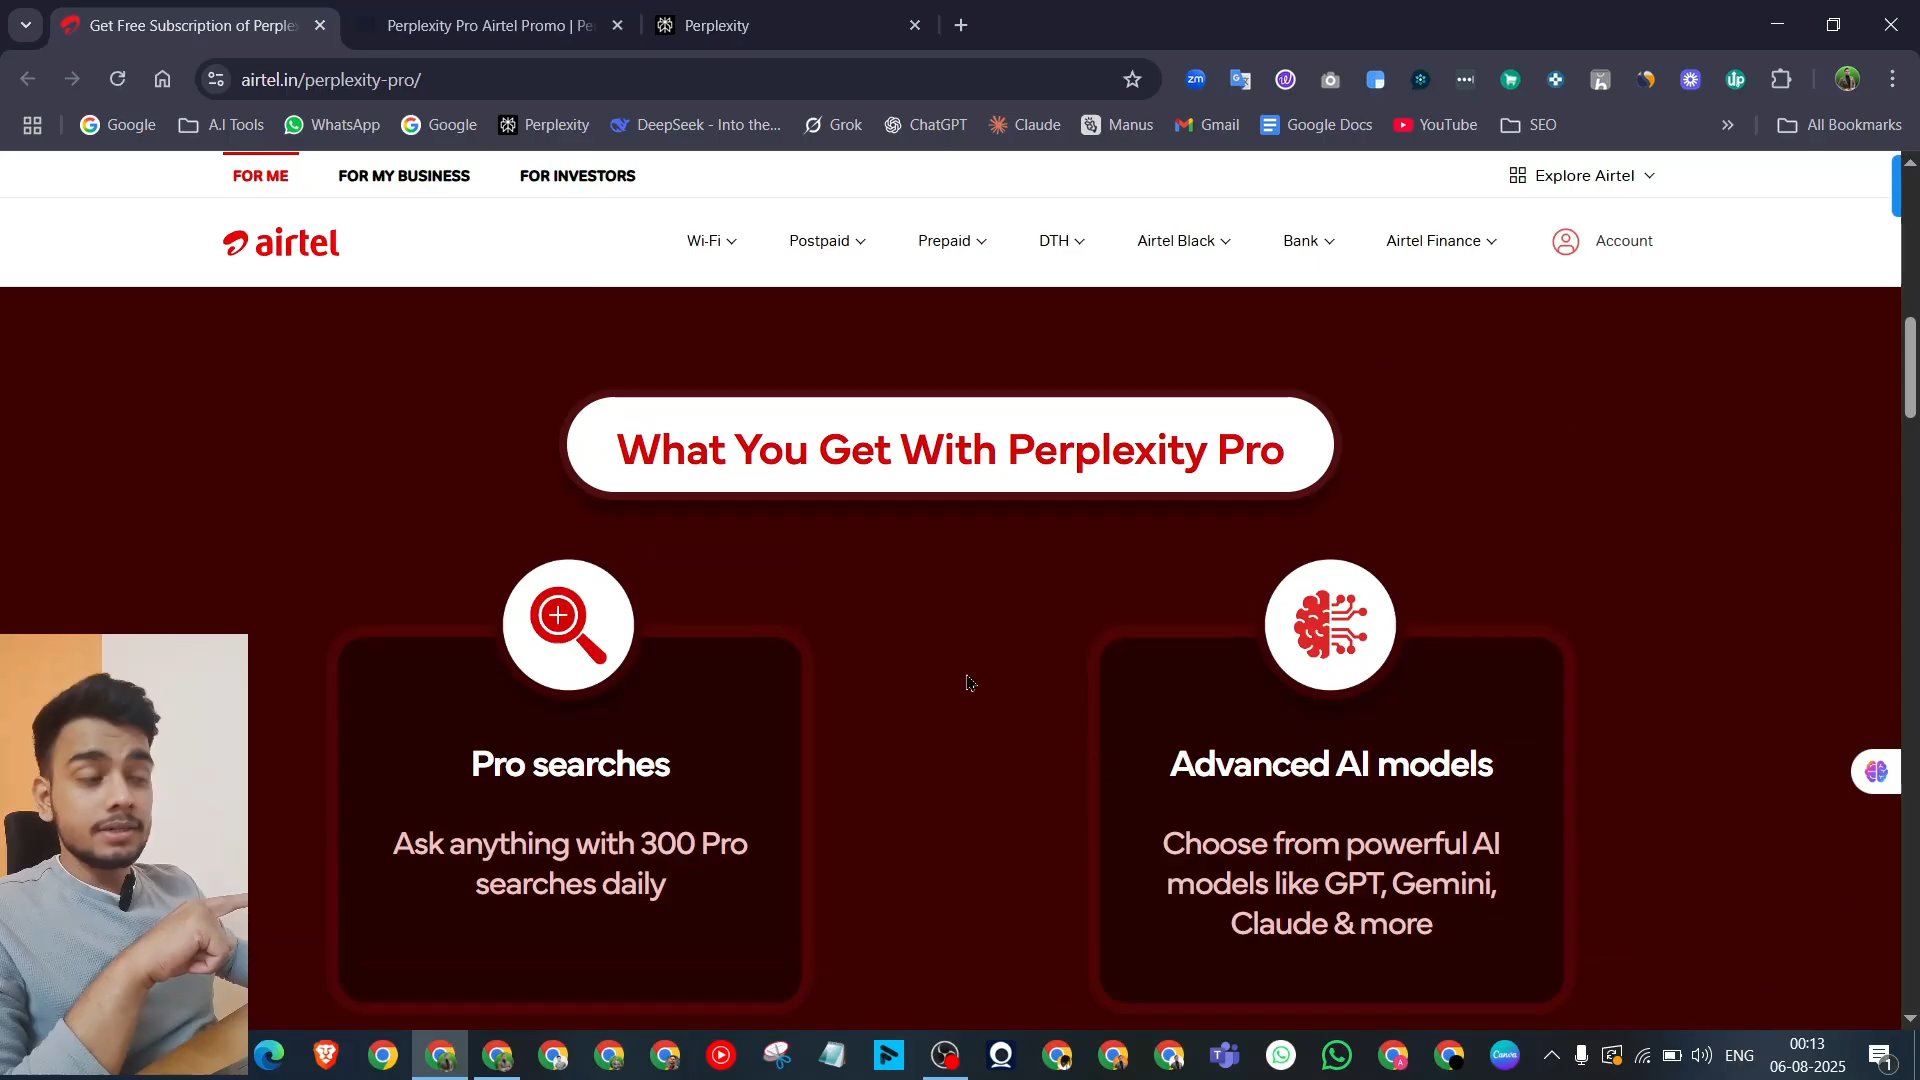 Get Free Subscription of Perple
Perplexity Pro Airtel Promo | Pe
Perplexity
airtel.in/perplexity-pro/
zm
up
Google
A.I Tools
WhatsApp
Google
Perplexity
DeepSeek - Into the...
Grok
ChatGPT
Claude
Manus
Gmail
Google Docs
YouTube
SEO
All Bookmarks
FOR ME
FOR MY BUSINESS
FOR INVESTORS
Explore Airtel
airtel
Wi-Fi
Postpaid
Prepaid
DTH
Airtel Black
Bank
Airtel Finance
Account
What You Get With Perplexity Pro
Pro searches
Ask anything with 300 Pro
searches daily
Advanced AI models
Choose from powerful AI
models like GPT, Gemini,
Claude & more
Canva
ENG
00:13
06-08-2025
1